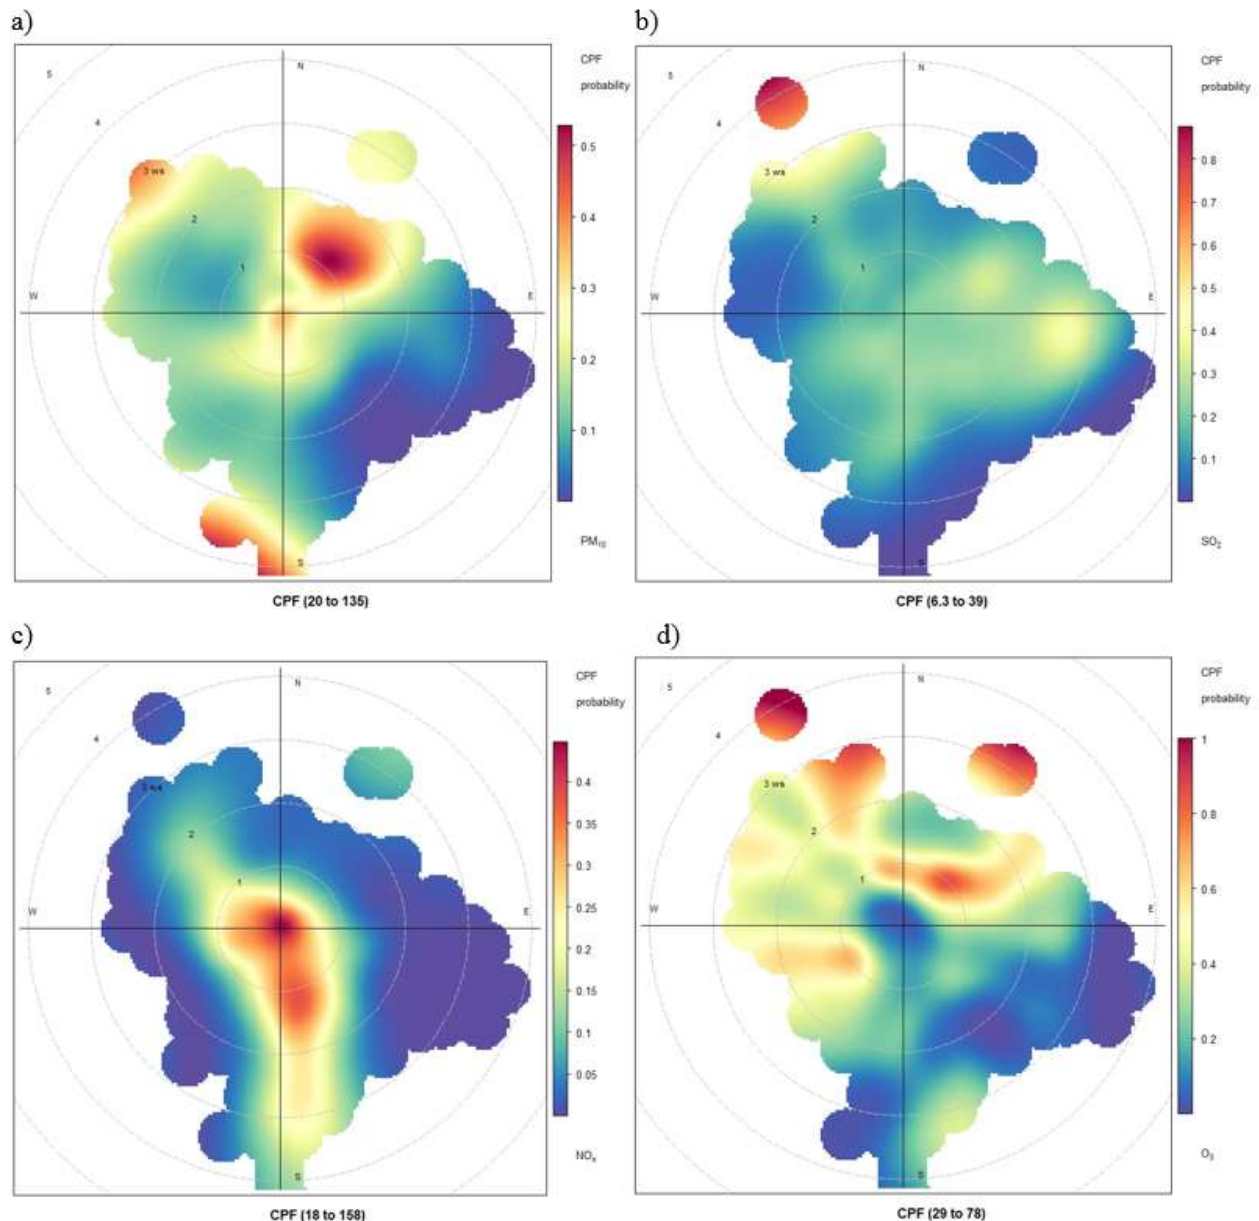 a)
5
4
3 ws
2
1
N
W
E
S
CPF
probability
0.5
0.4
0.3
0.2
0.1
PM₁₀
CPF (20 to 135)
b)
5
4
3 ws
2
1
N
W
E
S
CPF
probability
0.8
0.7
0.6
0.5
0.4
0.3
0.2
0.1
SO₂
CPF (6.3 to 39)
c)
5
4
3 ws
2
1
N
W
E
S
CPF
probability
0.4
0.35
0.3
0.25
0.2
0.15
0.1
0.05
NOₓ
CPF (18 to 158)
d)
5
4
3 ws
2
1
N
W
E
S
CPF
probability
1
0.8
0.6
0.4
0.2
O₃
CPF (29 to 78)